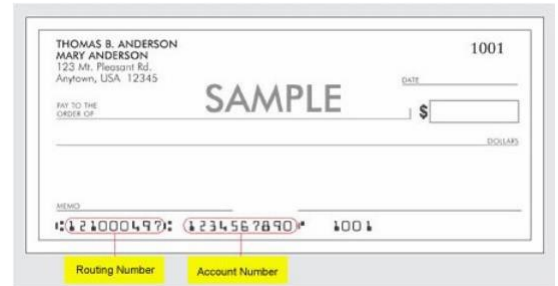 THOMAS B. ANDERSON
MARY ANDERSON
123 Mt. Pleasant Rd.
Anytown, USA 12345
1001
DATE
SAMPLE
PAY TO THE
ORDER OF
$
DOLLARS
MEMO
⑆121000497⑆ 1234567890⑈ 1001
Routing Number
Account Number